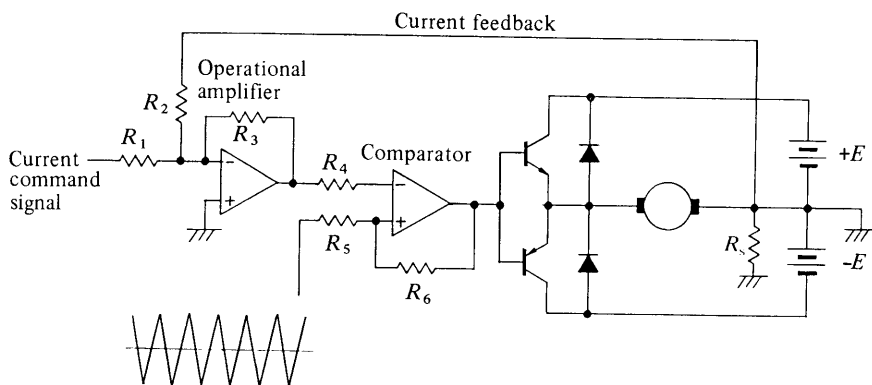 Current feedback
Operational
amplifier
R2
R3
R1
Current
command
signal
R4
Comparator
R5
R6
+E
Rs
−E